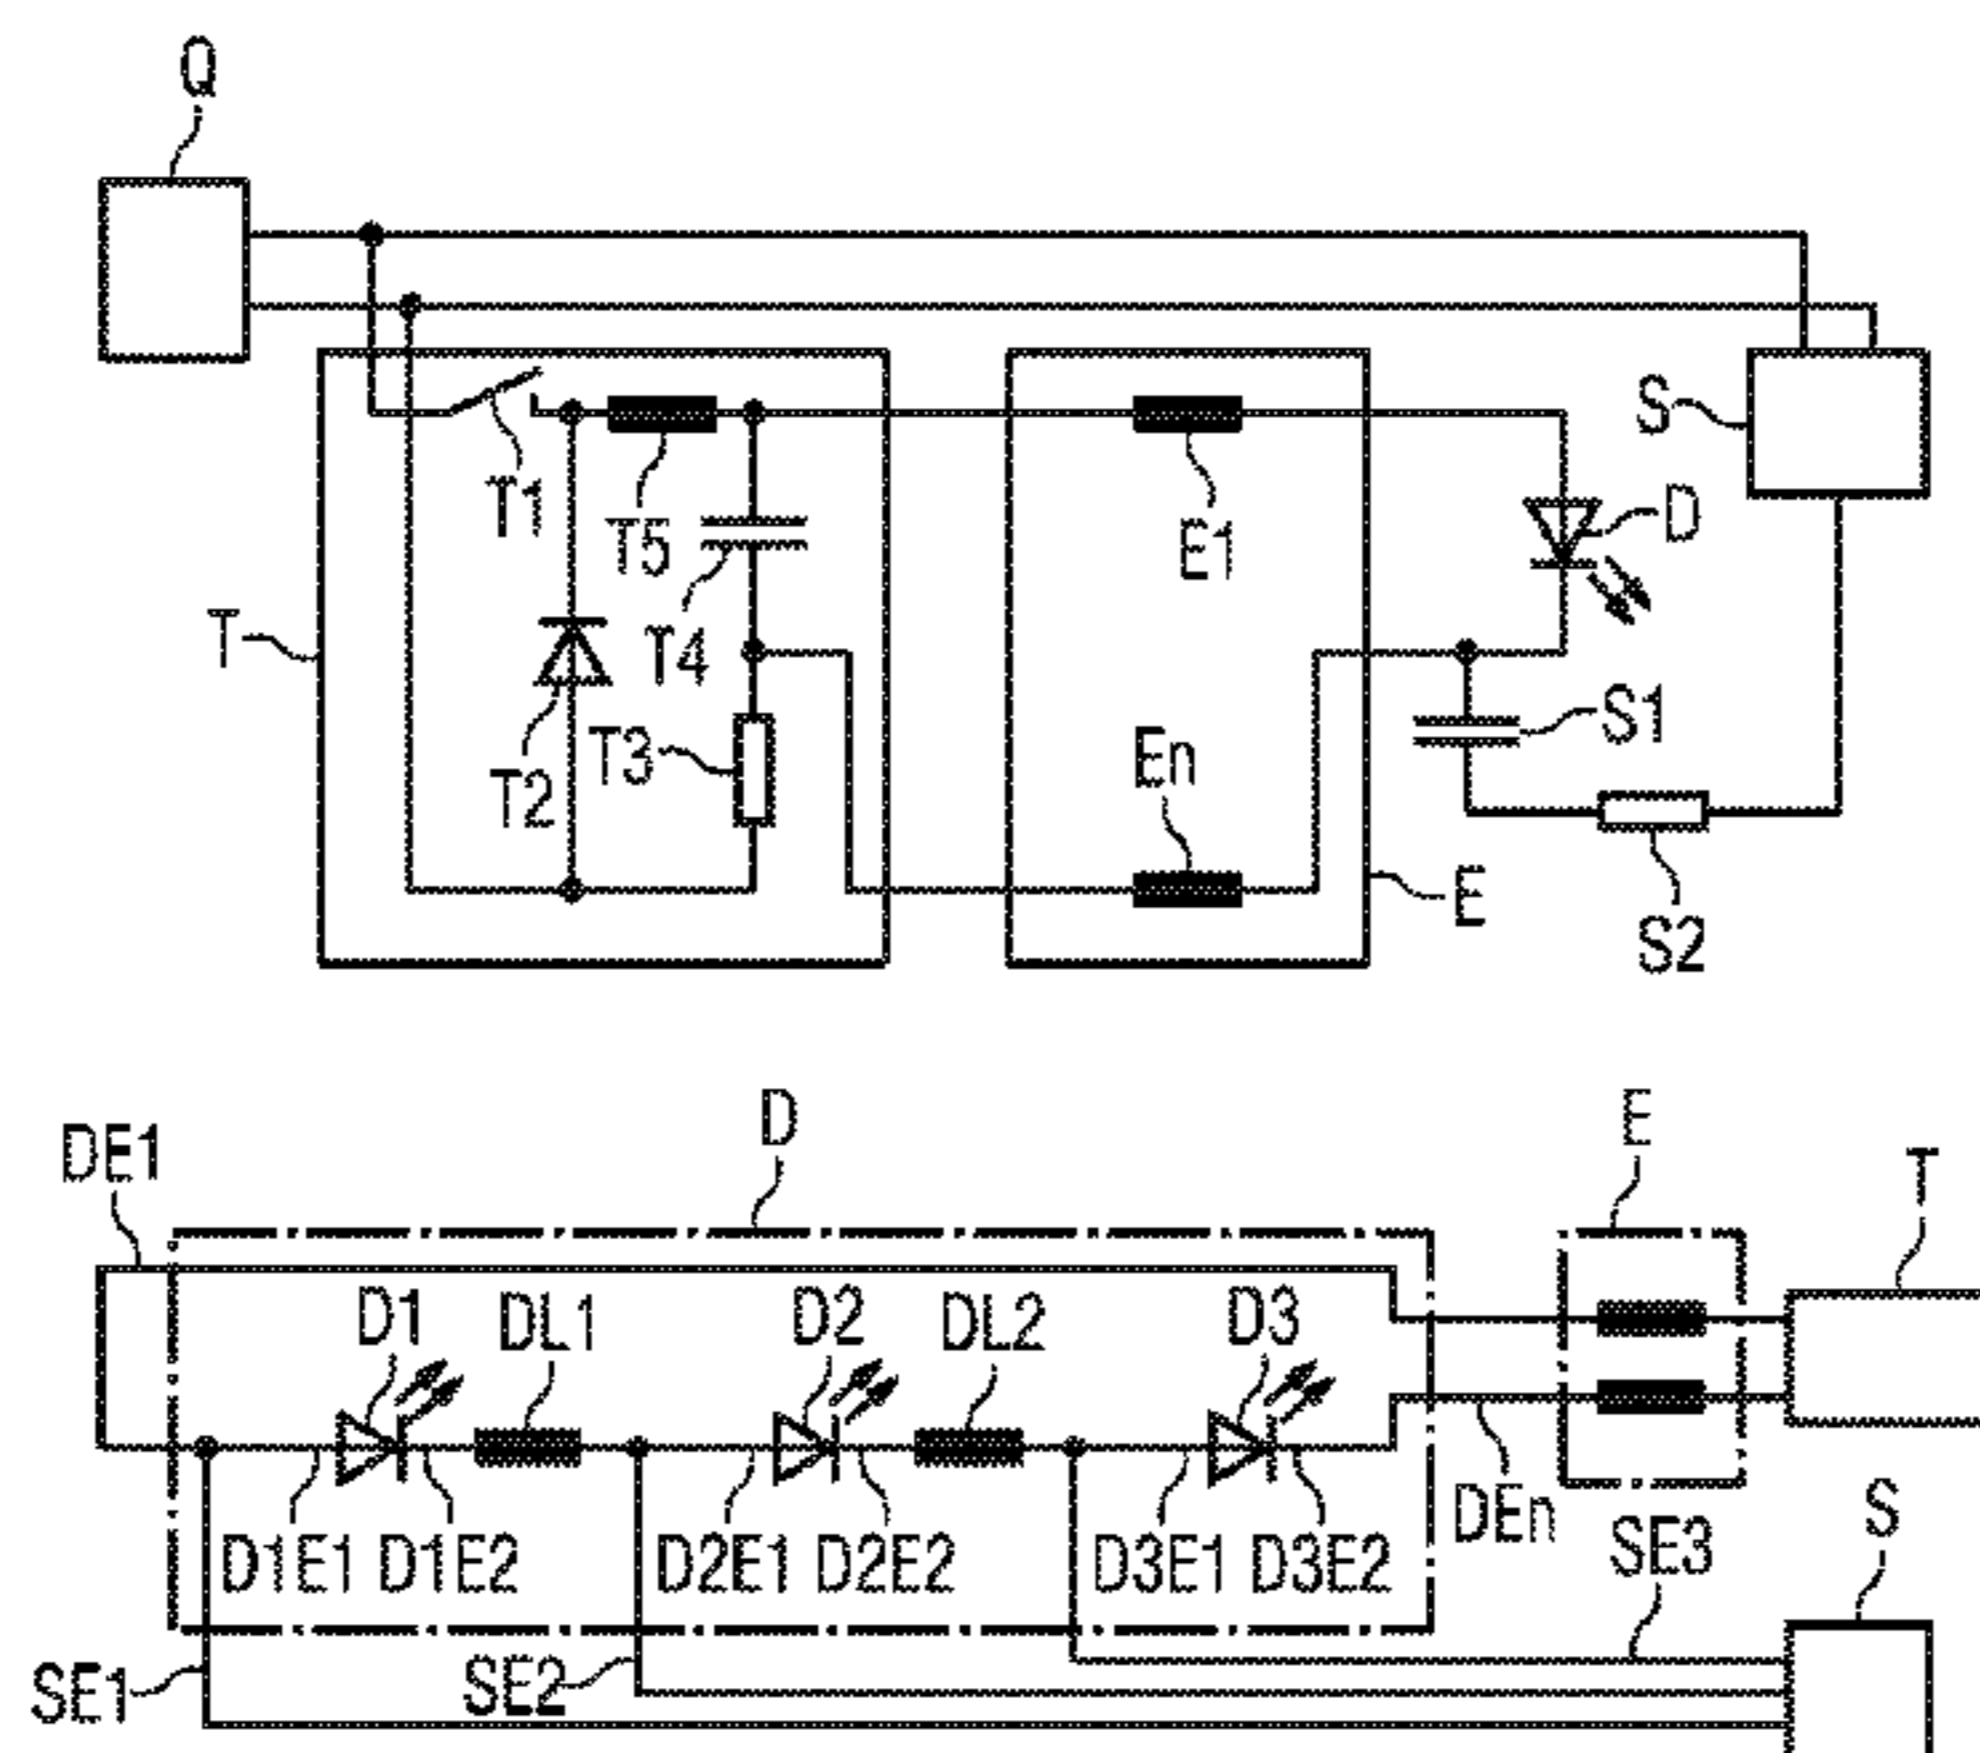 Q
S
T1
T5
E1
D
T
T4
S1
T3
En
T2
E
S2
D
E
DE1
T
D1
DL1
D2
DL2
D3
DEn
S
D1E1
D1E2
D2E1
D2E2
D3E1
D3E2
SE3
SE1
SE2